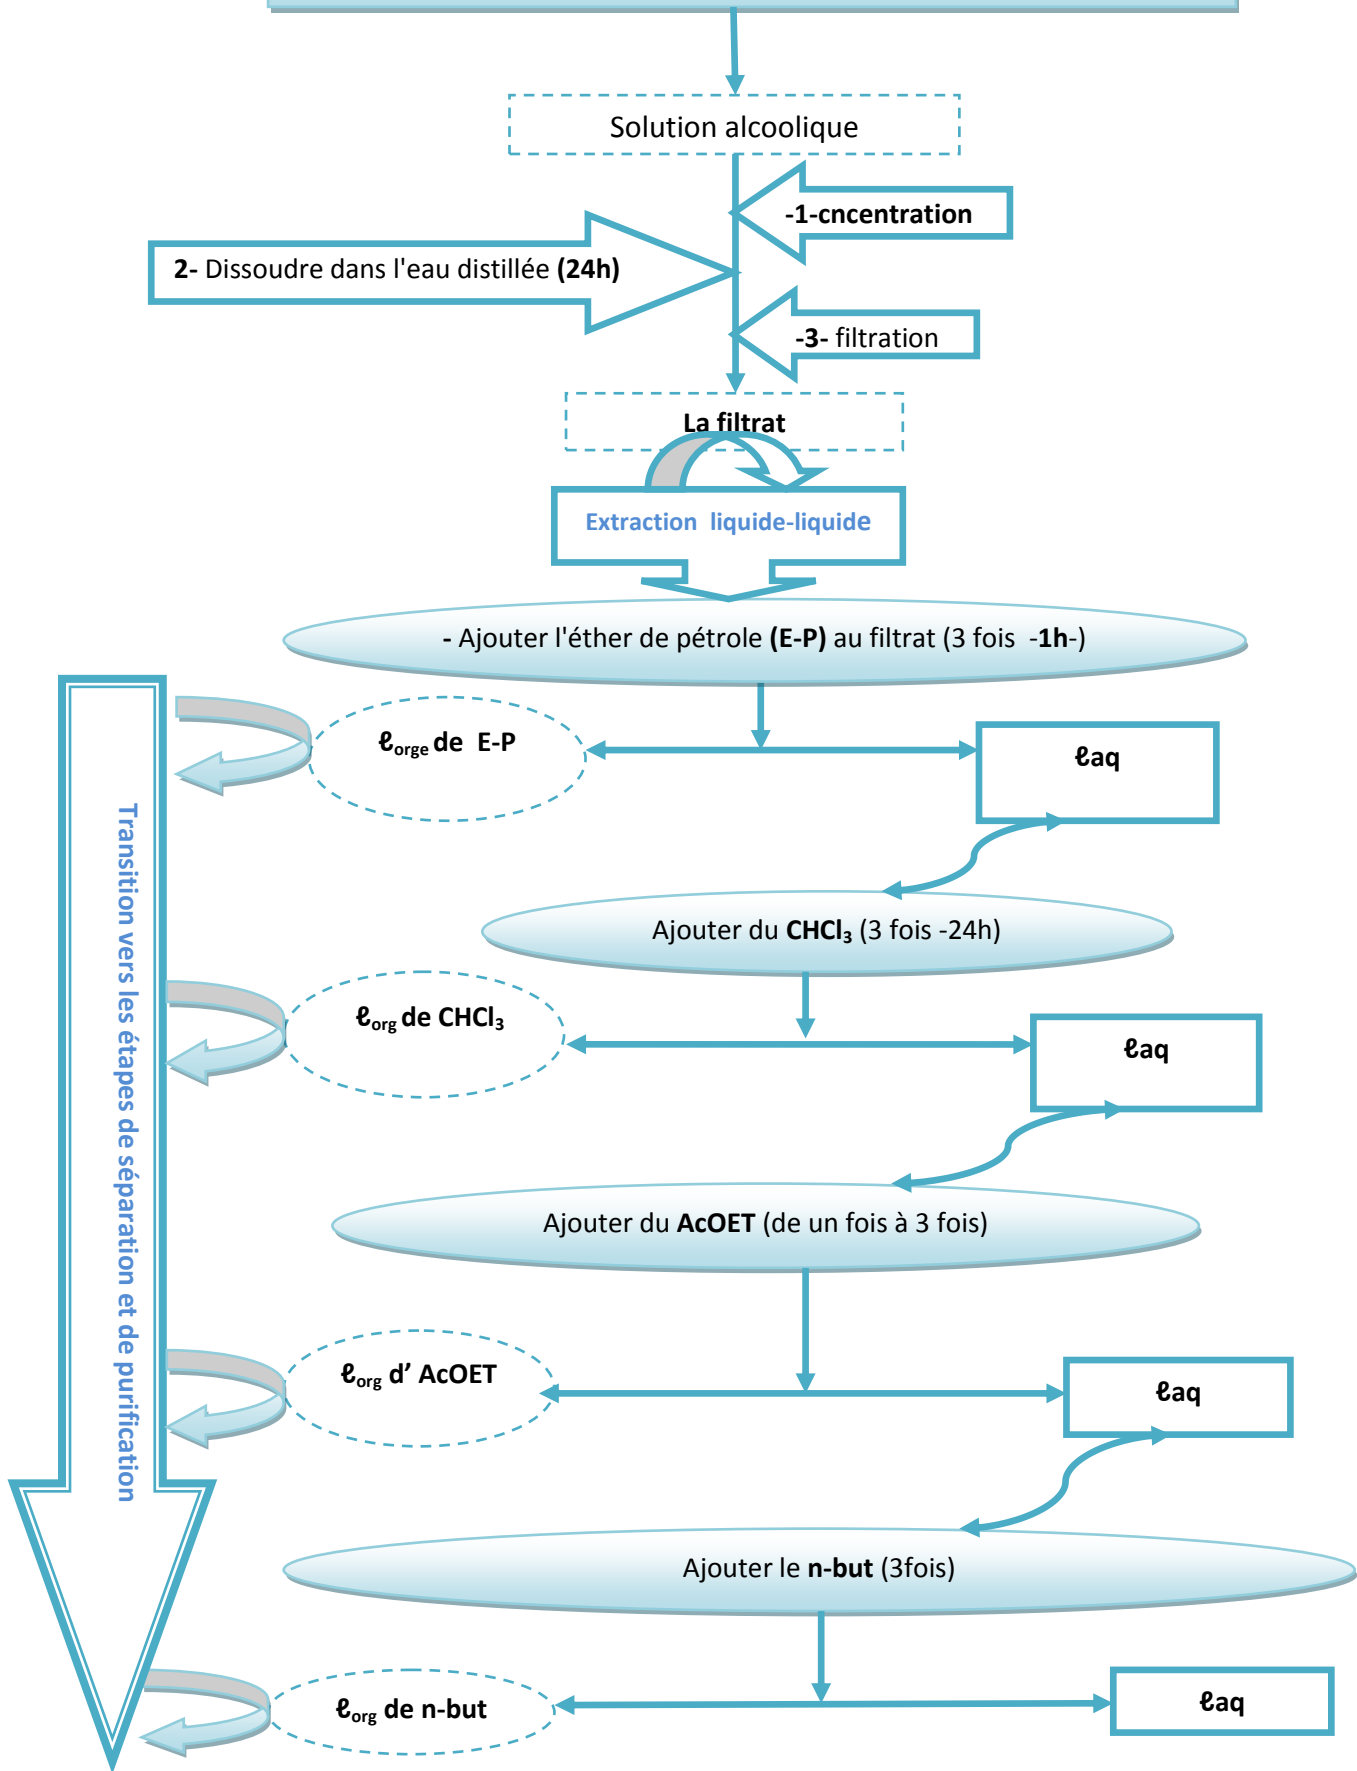 Solution alcoolique
-1-cncentration
2- Dissoudre dans l'eau distillée (24h)
-3- filtration
La filtrat
Extraction liquide-liquide
- Ajouter l'éther de pétrole (E-P) au filtrat (3 fois -1h-)
ℓorge de E-P
ℓaq
Ajouter du CHCl₃ (3 fois -24h)
ℓorg de CHCl₃
ℓaq
Ajouter du AcOET (de un fois à 3 fois)
ℓorg d’ AcOET
ℓaq
Ajouter le n-but (3fois)
ℓorg de n-but
ℓaq
Transition vers les étapes de séparation et de purification